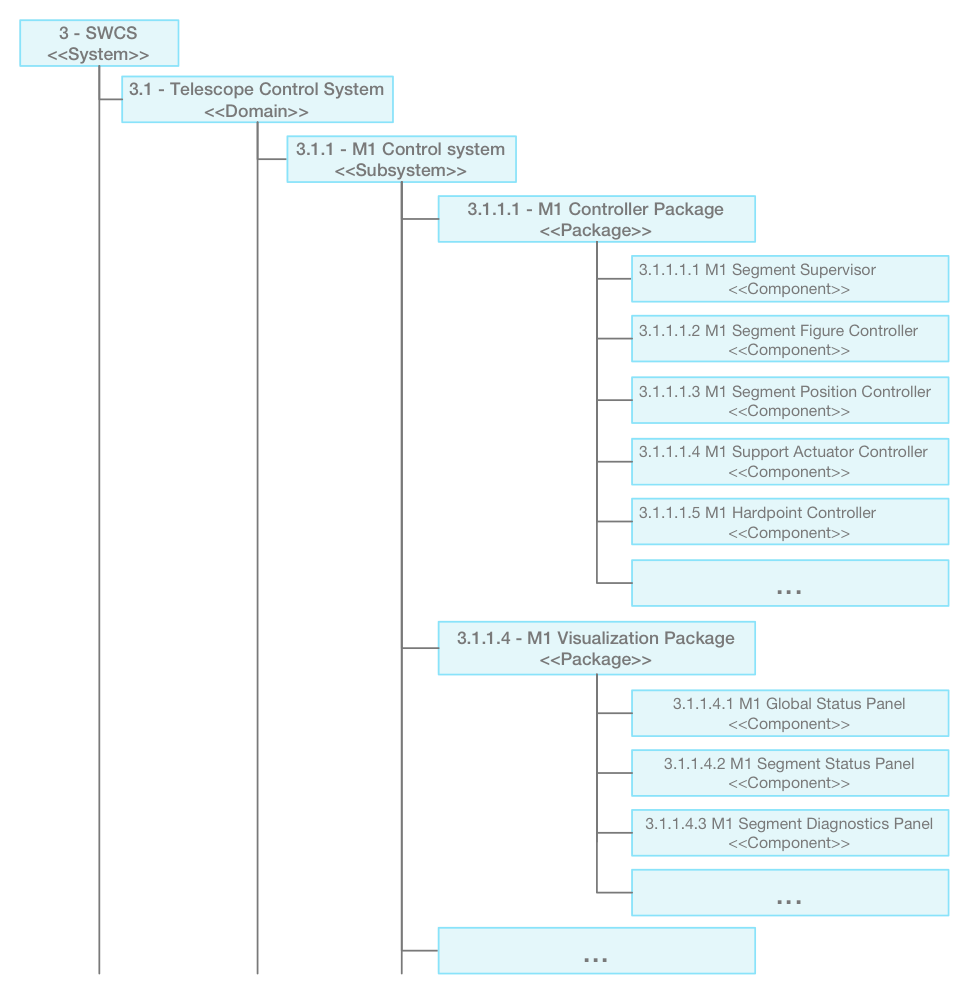 3 - SWCS
<<System>>
3.1 - Telescope Control System
<<Domain>>
3.1.1 - M1 Control system
<<Subsystem>>
3.1.1.1 - M1 Controller Package
<<Package>>
3.1.1.1.1 M1 Segment Supervisor
<<Component>>
3.1.1.1.2 M1 Segment Figure Controller
<<Component>>
3.1.1.1.3 M1 Segment Position Controller
<<Component>>
3.1.1.1.4 M1 Support Actuator Controller
<<Component>>
3.1.1.1.5 M1 Hardpoint Controller
<<Component>>
...
3.1.1.4 - M1 Visualization Package
<<Package>>
3.1.1.4.1 M1 Global Status Panel
<<Component>>
3.1.1.4.2 M1 Segment Status Panel
<<Component>>
3.1.1.4.3 M1 Segment Diagnostics Panel
<<Component>>
...
...